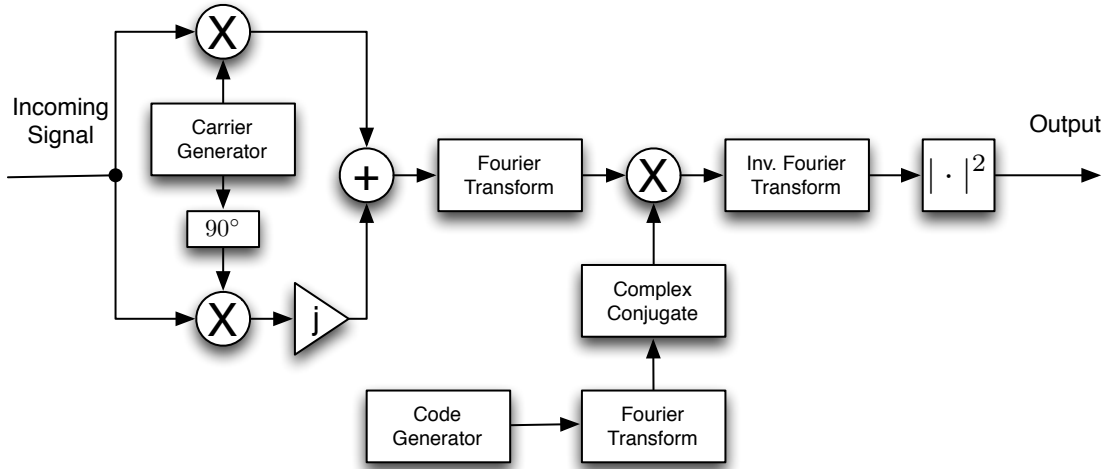 X
Incoming
Signal
Carrier
Generator
Output
+
Fourier
Transform
X
Inv. Fourier
Transform
| · |²
90°
X
j
Complex
Conjugate
Code
Generator
Fourier
Transform